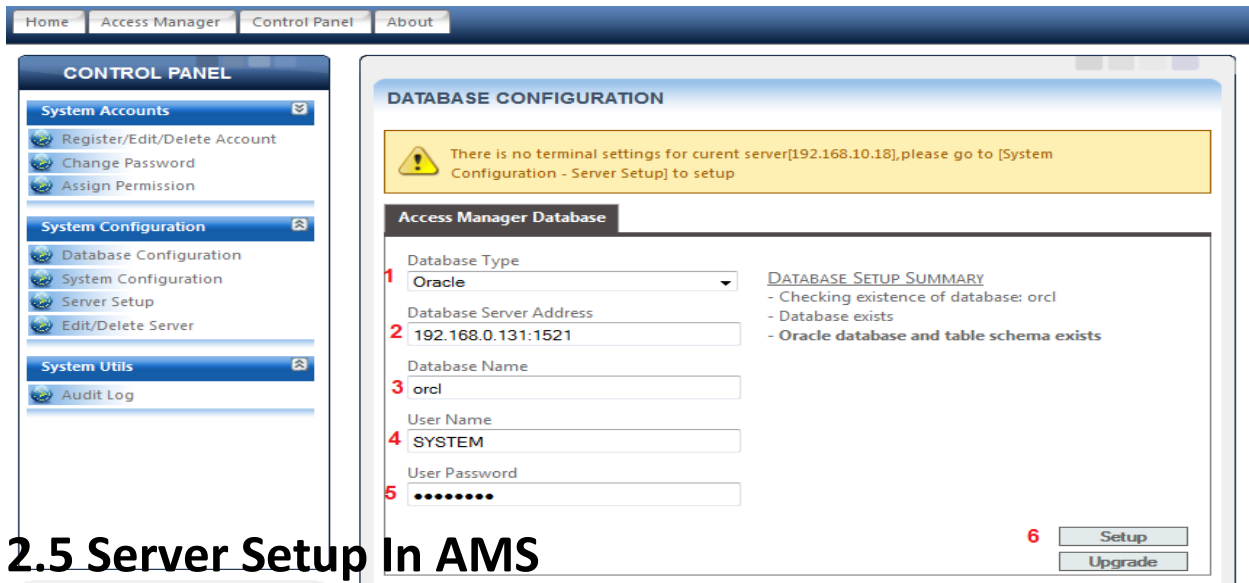 Home Access Manager Control Panel About
CONTROL PANEL
System Accounts
Register/Edit/Delete Account
Change Password
Assign Permission
System Configuration
Database Configuration
System Configuration
Server Setup
Edit/Delete Server
System Utils
Audit Log
DATABASE CONFIGURATION
There is no terminal settings for curent server[192.168.10.18],please go to [System
Configuration - Server Setup] to setup
Access Manager Database
Database Type
1 Oracle
Database Server Address
2 192.168.0.131:1521
Database Name
3 orcl
User Name
4 SYSTEM
User Password
5 ••••••••
DATABASE SETUP SUMMARY
- Checking existence of database: orcl
- Database exists
- Oracle database and table schema exists
6 Setup
Upgrade
2.5 Server Setup In AMS